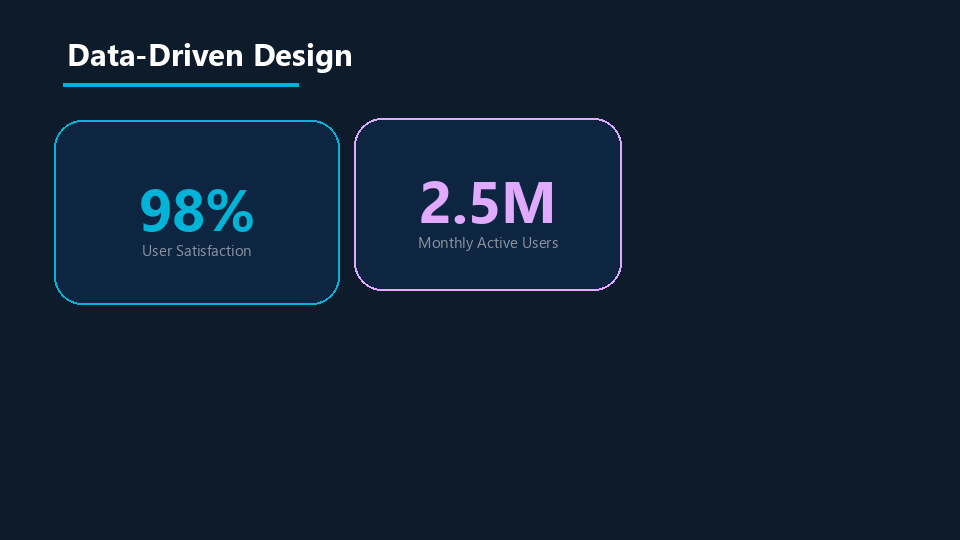 Data-Driven Design
98%
User Satisfaction
2.5M
Monthly Active Users